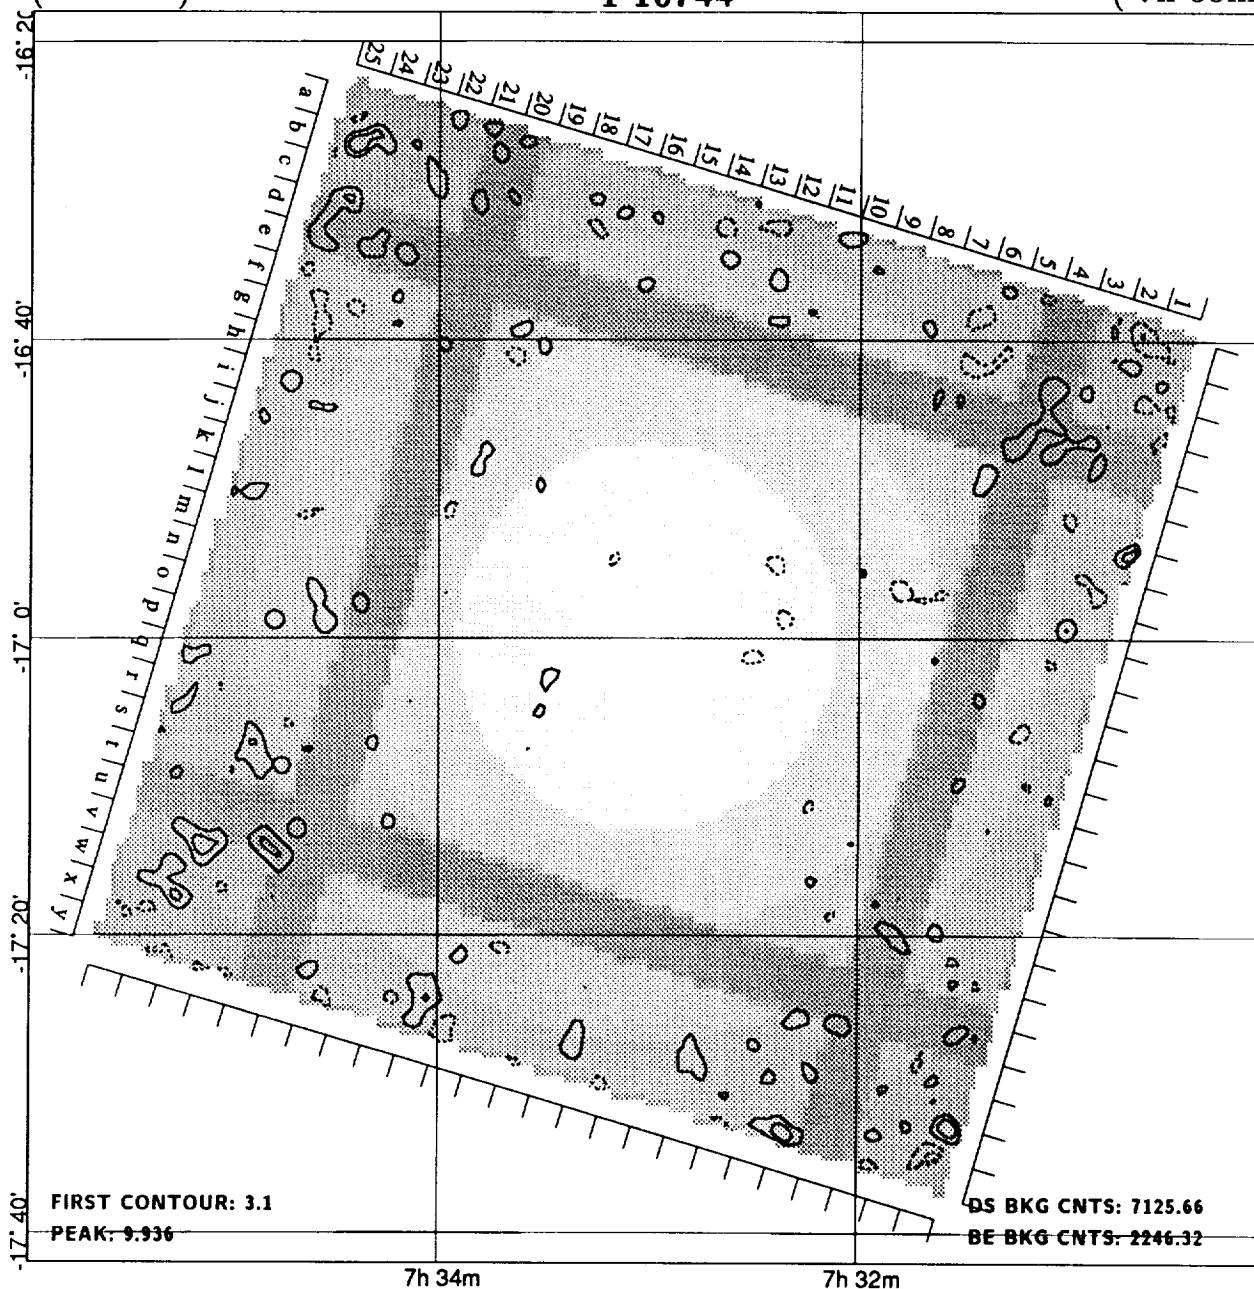 I 10744
-16° 20'
25 24 23 22 21 20 19 18 17 16 15 14 13 12 11 10 9 8 7 6 5 4 3 2 1
a b c d e f g h i j k l m n o p q r s t u v w x y
-16° 40'
-17° 0'
-17° 20'
-17° 40'
FIRST CONTOUR: 3.1
PEAK: 9.936
DS BKG CNTS: 7125.66
BE BKG CNTS: 2246.32
7h 34m
7h 32m